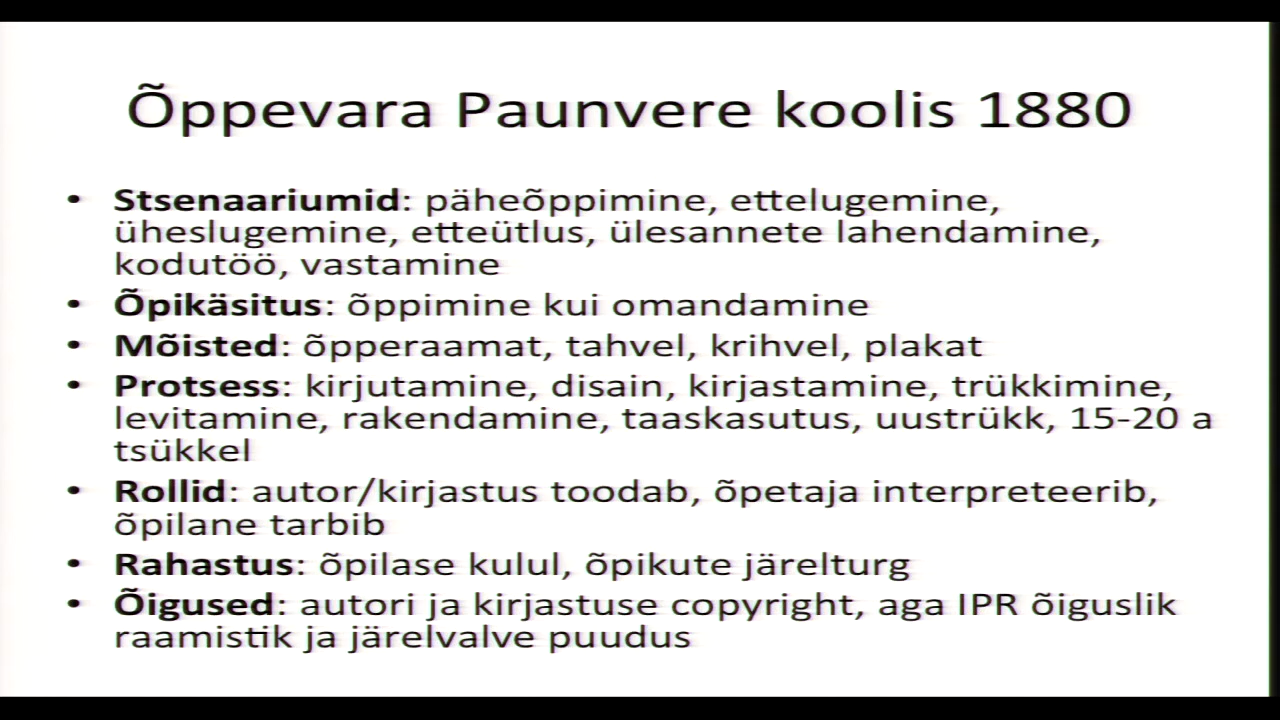 Õppevara Paunvere koolis 1880
• Stsenaariumid: päheõppimine, ettelugemine,
üheslugemine, etteütlus, ülesannete lahendamine,
kodutöö, vastamine
• Õpikäsitus: õppimine kui omandamine
• Mõisted: õpperaamat, tahvel, krihvel, plakat
• Protsess: kirjutamine, disain, kirjastamine, trükkimine,
levitamine, rakendamine, taaskasutus, uustrükk, 15-20 a
tsükkel
• Rollid: autor/kirjastus toodab, õpetaja interpreteerib,
õpilane tarbib
• Rahastus: õpilase kulul, õpikute järelturg
• Õigused: autori ja kirjastuse copyright, aga IPR õiguslik
raamistik ja järelvalve puudus